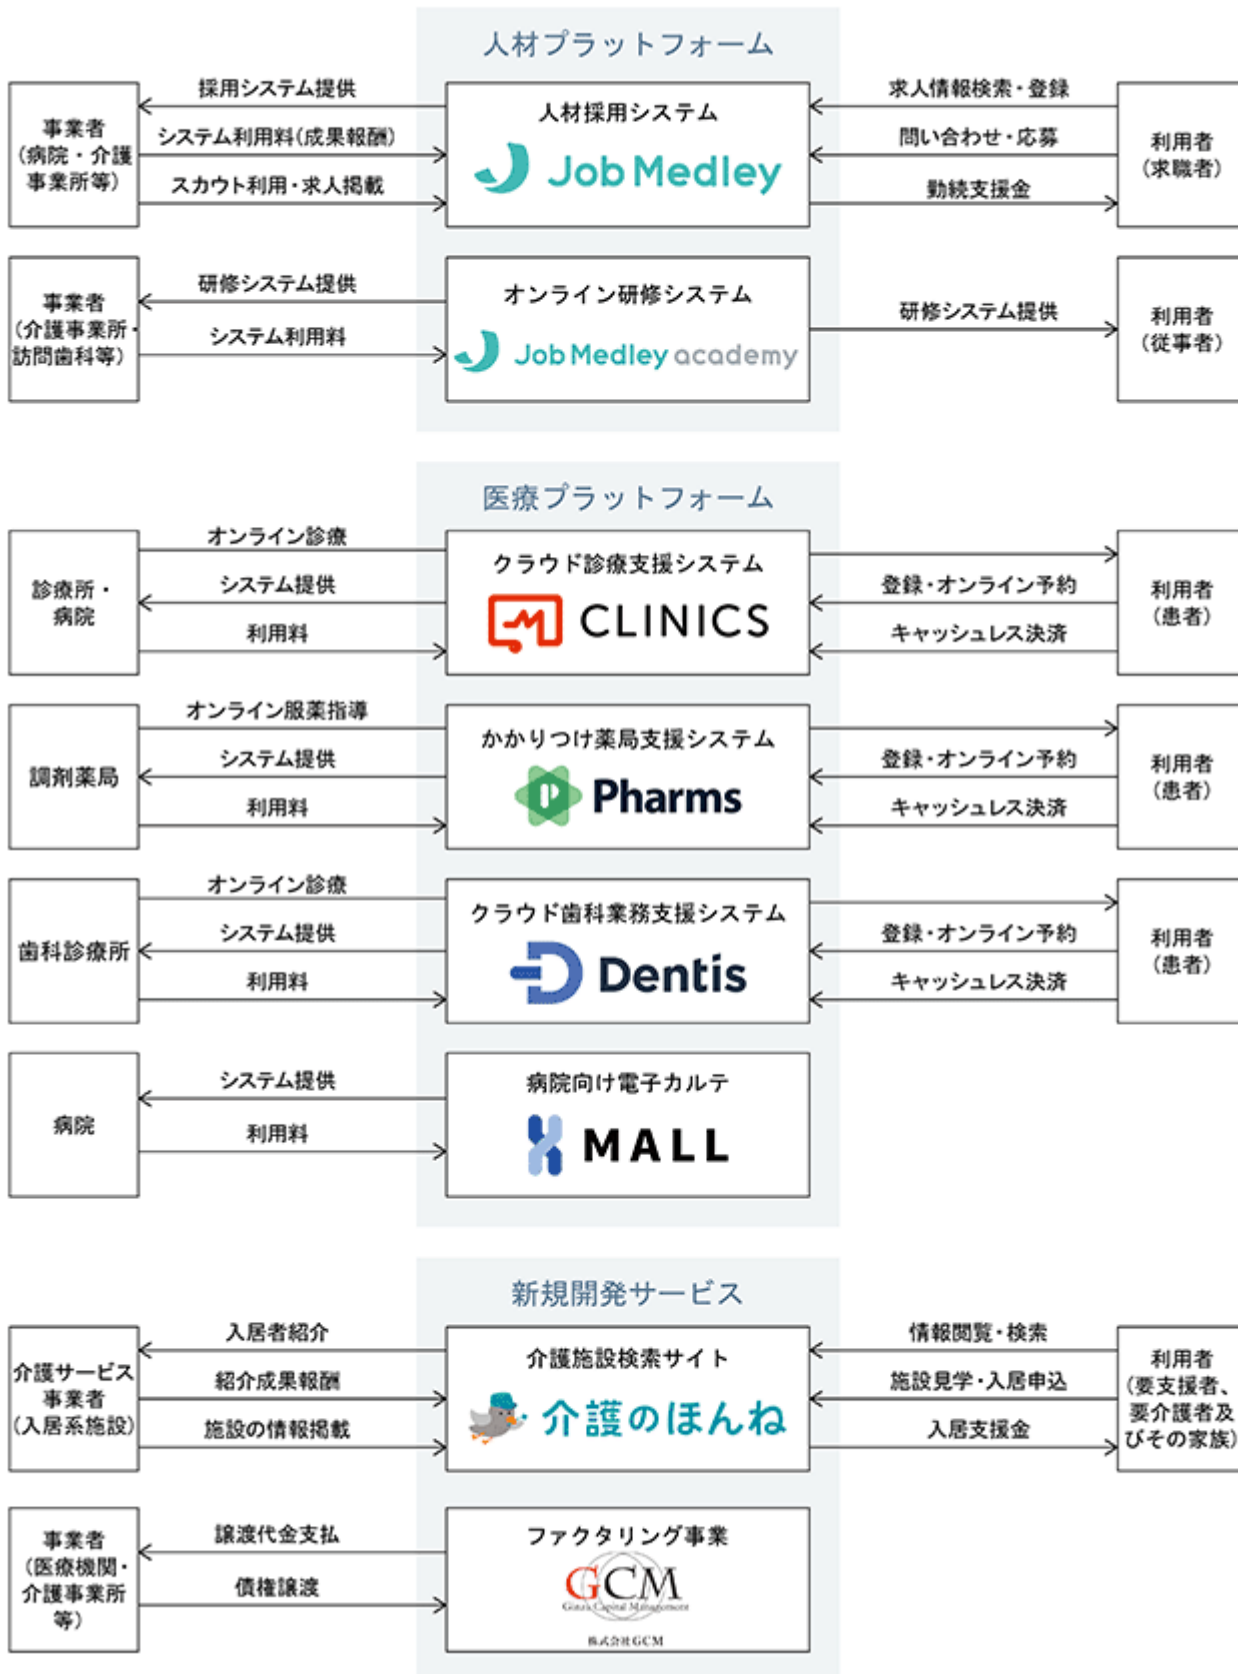 人材プラットフォーム
事業者
(病院・介護
事業所等)
採用システム提供
システム利用料(成果報酬)
スカウト利用・求人掲載
人材採用システム
Job Medley
求人情報検索・登録
問い合わせ・応募
勤続支援金
利用者
(求職者)
事業者
(介護事業所・
訪問歯科等)
研修システム提供
システム利用料
オンライン研修システム
Job Medley academy
研修システム提供
利用者
(従事者)
医療プラットフォーム
診療所・
病院
オンライン診療
システム提供
利用料
クラウド診療支援システム
CLINICS
登録・オンライン予約
キャッシュレス決済
利用者
(患者)
調剤薬局
オンライン服薬指導
システム提供
利用料
かかりつけ薬局支援システム
Pharms
登録・オンライン予約
キャッシュレス決済
利用者
(患者)
歯科診療所
オンライン診療
システム提供
利用料
クラウド歯科業務支援システム
Dentis
登録・オンライン予約
キャッシュレス決済
利用者
(患者)
病院
システム提供
利用料
病院向け電子カルテ
MALL
新規開発サービス
介護サービス
事業者
(入居系施設)
入居者紹介
紹介成果報酬
施設の情報掲載
介護施設検索サイト
介護のほんね
情報閲覧・検索
施設見学・入居申込
入居支援金
利用者
(要支援者、
要介護者及
びその家族)
事業者
(医療機関・
介護事業所
等)
譲渡代金支払
債権譲渡
ファクタリング事業
GCM
Capital Management
株式会社GCM